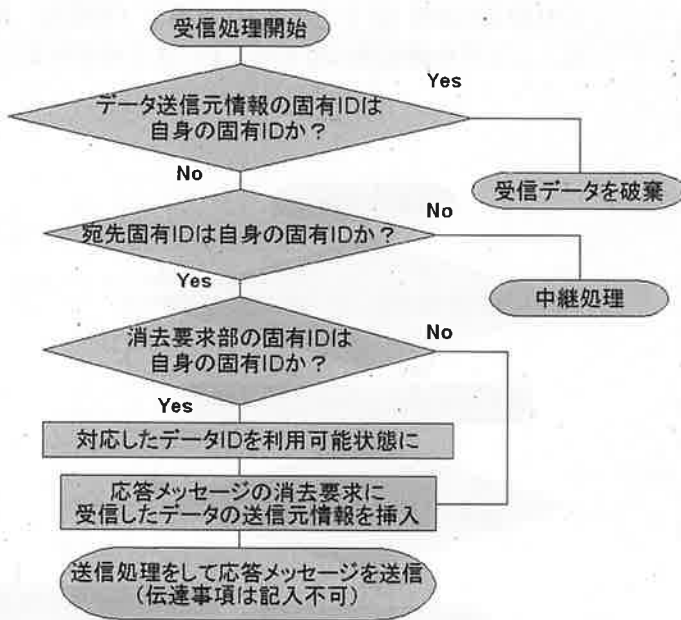 受信処理開始
データ送信元情報の固有IDは
自身の固有IDか？
Yes
No
受信データを破棄
宛先固有IDは自身の固有IDか？
No
Yes
中継処理
消去要求部の固有IDは
自身の固有IDか？
No
Yes
対応したデータIDを利用可能状態に
応答メッセージの消去要求に
受信したデータの送信元情報を挿入
送信処理をして応答メッセージを送信
(伝達事項は記入不可)